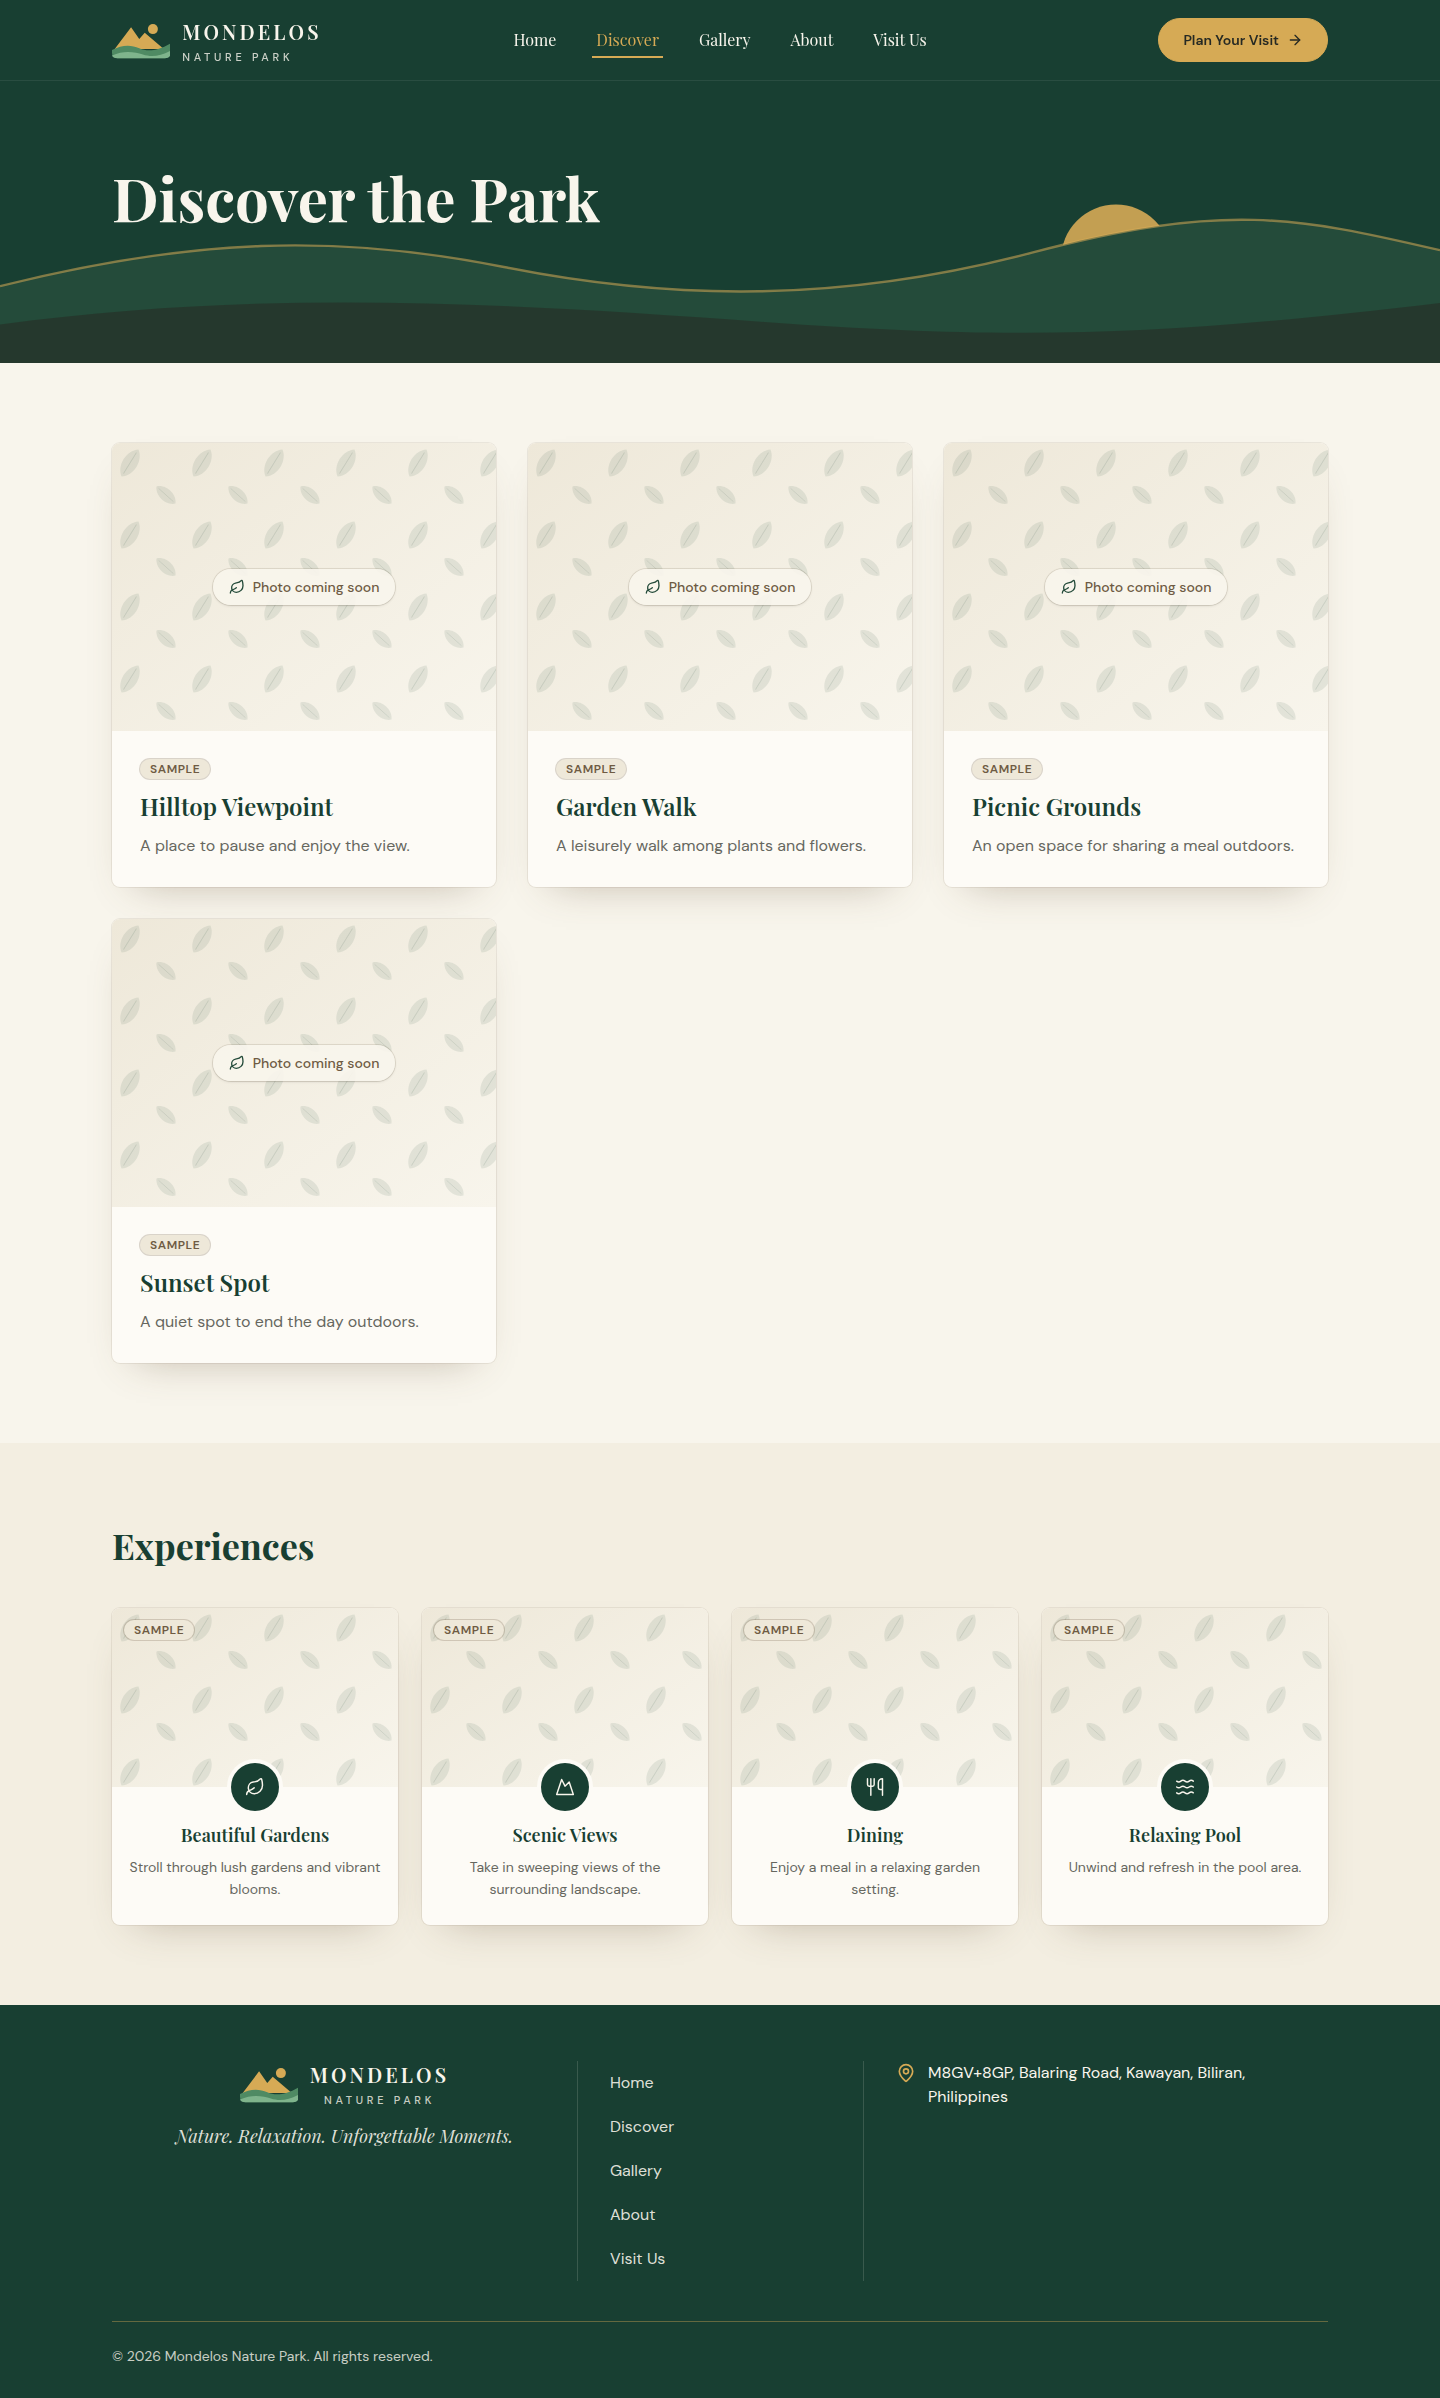 MONDELOS
NATURE PARK
Home
Discover
Gallery
About
Visit Us
Plan Your Visit
Discover the Park
Photo coming soon
SAMPLE
Hilltop Viewpoint
A place to pause and enjoy the view.
Photo coming soon
SAMPLE
Garden Walk
A leisurely walk among plants and flowers.
Photo coming soon
SAMPLE
Picnic Grounds
An open space for sharing a meal outdoors.
Photo coming soon
SAMPLE
Sunset Spot
A quiet spot to end the day outdoors.
Experiences
SAMPLE
Beautiful Gardens
Stroll through lush gardens and vibrant
blooms.
SAMPLE
Scenic Views
Take in sweeping views of the
surrounding landscape.
SAMPLE
Dining
Enjoy a meal in a relaxing garden
setting.
SAMPLE
Relaxing Pool
Unwind and refresh in the pool area.
MONDELOS
NATURE PARK
Nature. Relaxation. Unforgettable Moments.
Home
Discover
Gallery
About
Visit Us
M8GV+8GP, Balaring Road, Kawayan, Biliran,
Philippines
© 2026 Mondelos Nature Park. All rights reserved.